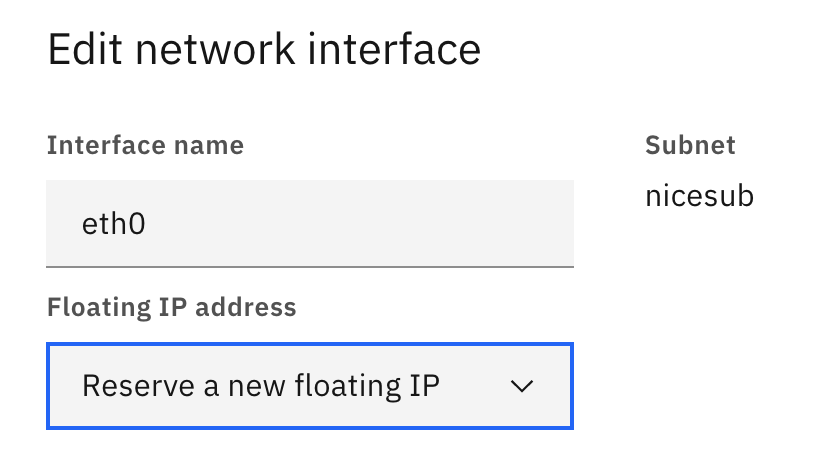 Edit network interface
Interface name
eth0
Subnet
nicesub
Floating IP address
Reserve a new floating IP